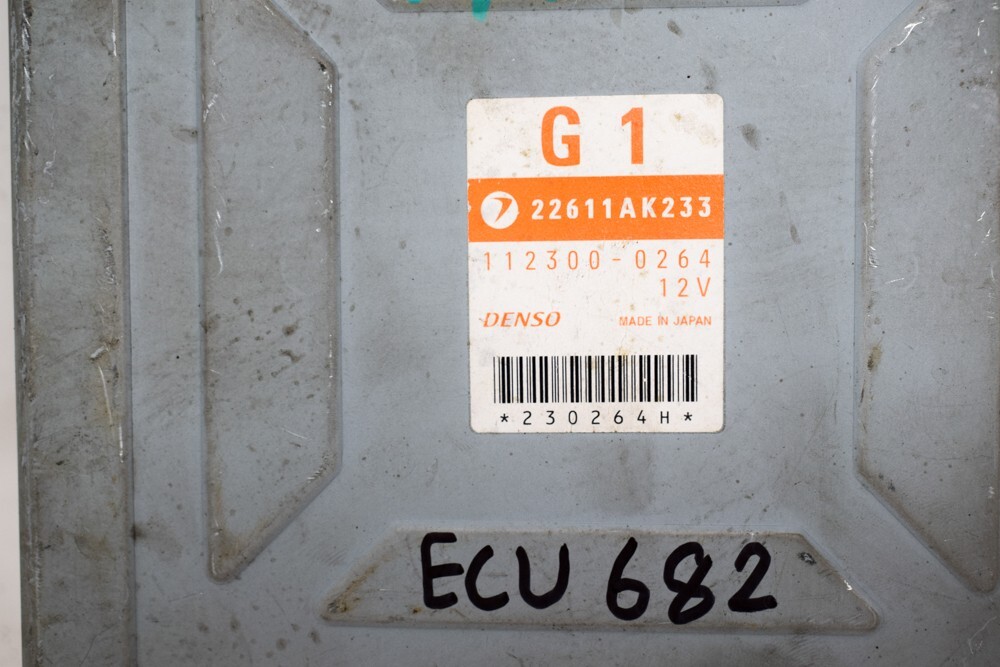 G 1
22611AK233
112300-0264
12V
DENSO MADE IN JAPAN
*230264H*
ECU 682